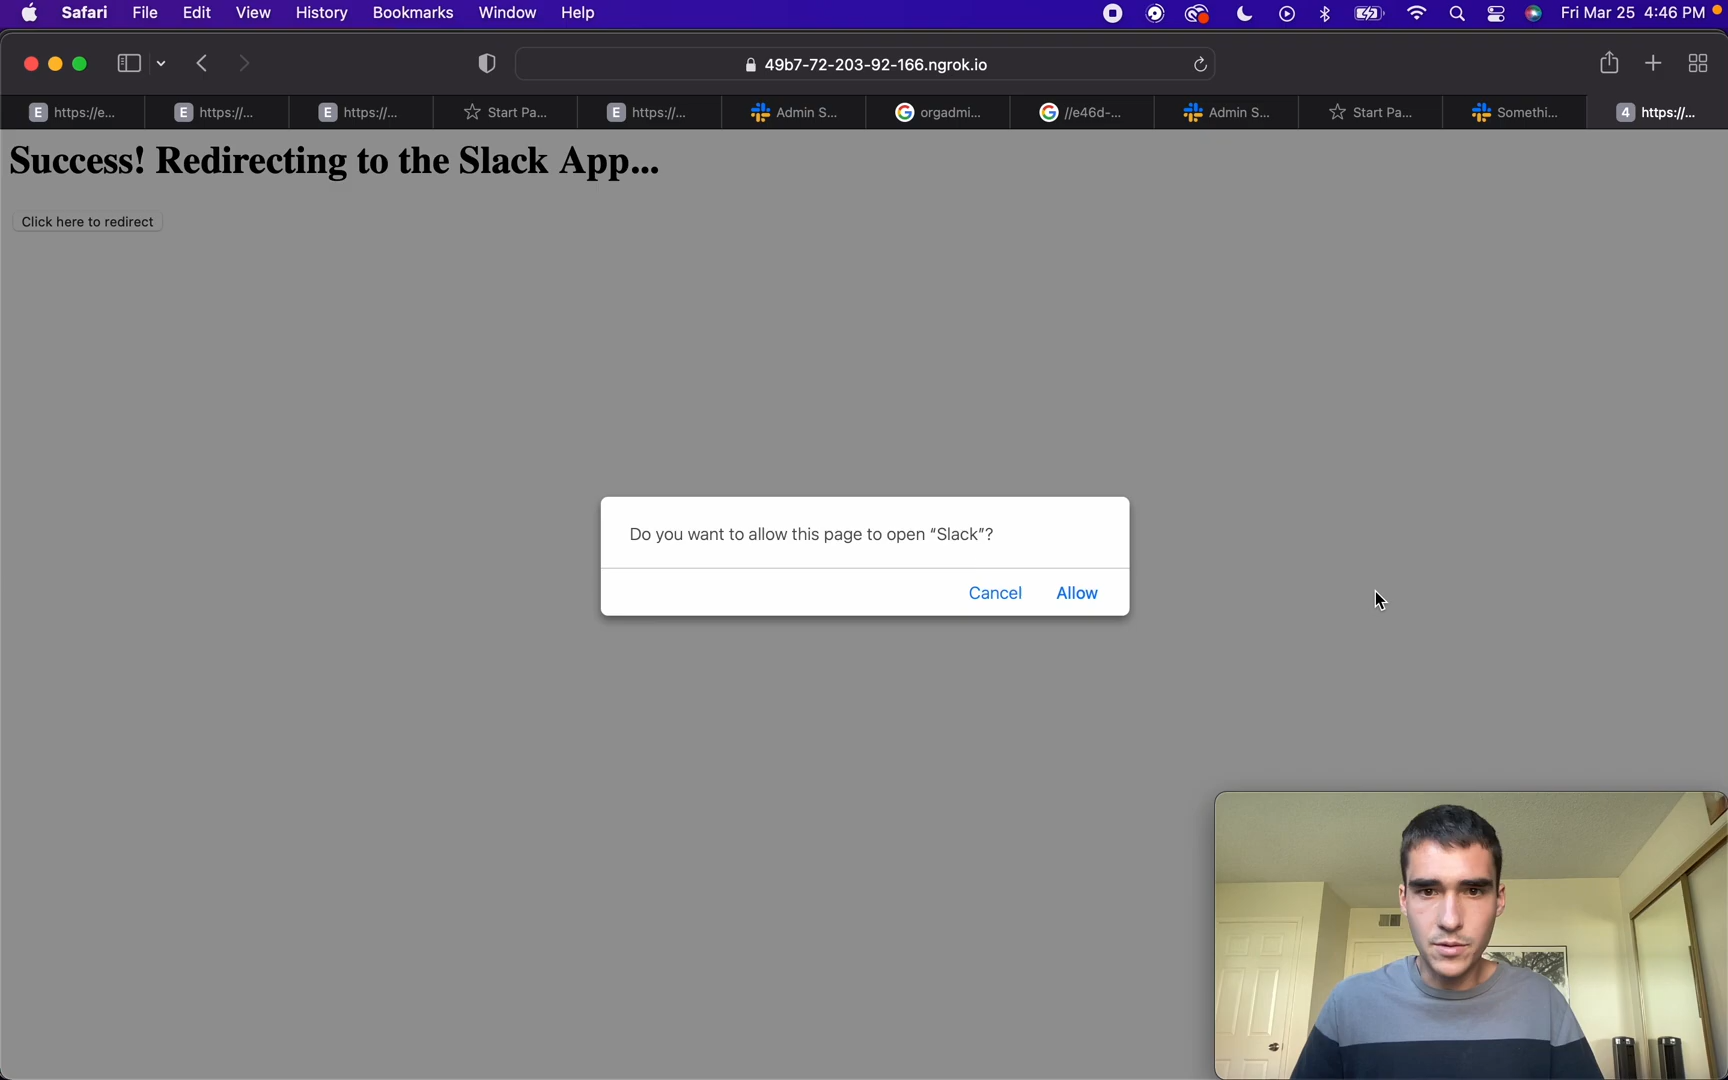 Safari File Edit View History Bookmarks Window Help Fri Mar 25 4:46 PM
49b7-72-203-92-166.ngrok.io
E https://e... E https://... E https://... Start Pa... E https://... Admin S... orgadmi... //e46d-... Admin S... Start Pa... Somethi... 4 https://...
Success! Redirecting to the Slack App...
Click here to redirect
Do you want to allow this page to open “Slack”?
Cancel Allow